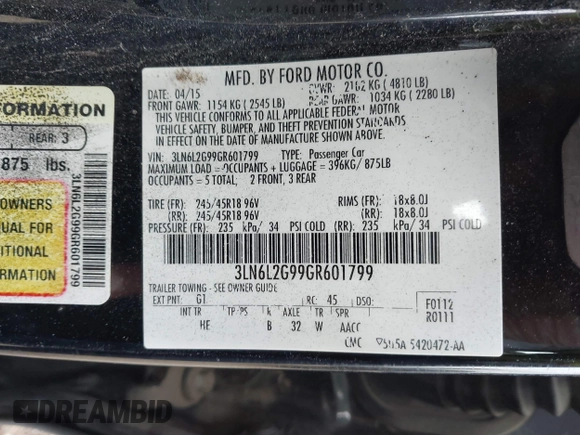 FORMATION
REAR: 3
875 lbs.
OWNERS
MANUAL
FOR
ADDITIONAL
INFORMATION
3LN6L2G99GR601799
MFD. BY FORD MOTOR CO.
DATE: 04/15 GVWR: 2182 KG ( 4810 LB)
FRONT GAWR: 1154 KG ( 2545 LB) REAR GAWR: 1034 KG ( 2280 LB)
THIS VEHICLE CONFORMS TO ALL APPLICABLE FEDERAL MOTOR
VEHICLE SAFETY, BUMPER, AND THEFT PREVENTION STANDARDS
IN EFFECT ON THE DATE OF MANUFACTURE SHOWN ABOVE.
VIN: 3LN6L2G99GR601799 TYPE: Passenger Car
MAXIMUM LOAD= OCCUPANTS + LUGGAGE = 396KG/ 875LB
OCCUPANTS = 5 TOTAL; 2 FRONT, 3 REAR
TIRE (FR): 245/45R18 96V RIMS (FR): 18x8.0J
(RR): 245/45R18 96V (RR): 18x8.0J
PRESSURE (FR): 235 kPa/ 34 PSI COLD (RR): 235 kPa/ 34 PSI COLD
3LN6L2G99GR601799
TRAILER TOWING - SEE OWNER GUIDE
EXT PNT: G1 RC: 45 DSO: F0112
INT TR TP/PS R AXLE TR SPR R0111
HE B 32 W AACC
5420472-AA
DREAMBID